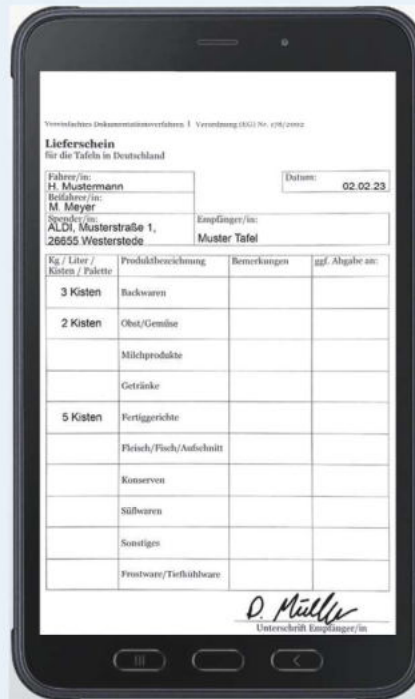 Vereinfachtes Dokumentationsverfahren | Verordnung (EG) Nr. 178/2002
Lieferschein
für die Tafeln in Deutschland
Fahrer/in:
H. Mustermann
Datum:
02.02.23
Beifahrer/in:
M. Meyer
Spender/in:
ALDI, Musterstraße 1,
26655 Westerstede
Empfänger/in:
Muster Tafel
Kg / Liter / Kisten / Palette
Produktbezeichnung
Bemerkungen
ggf. Abgabe an:
3 Kisten Backwaren
2 Kisten Obst/Gemüse
Milchprodukte
Getränke
5 Kisten Fertiggerichte
Fleisch/Fisch/Aufschnitt
Konserven
Süßwaren
Sonstiges
Frostware/Tiefkühlware
D. Müller
Unterschrift Empfänger/in